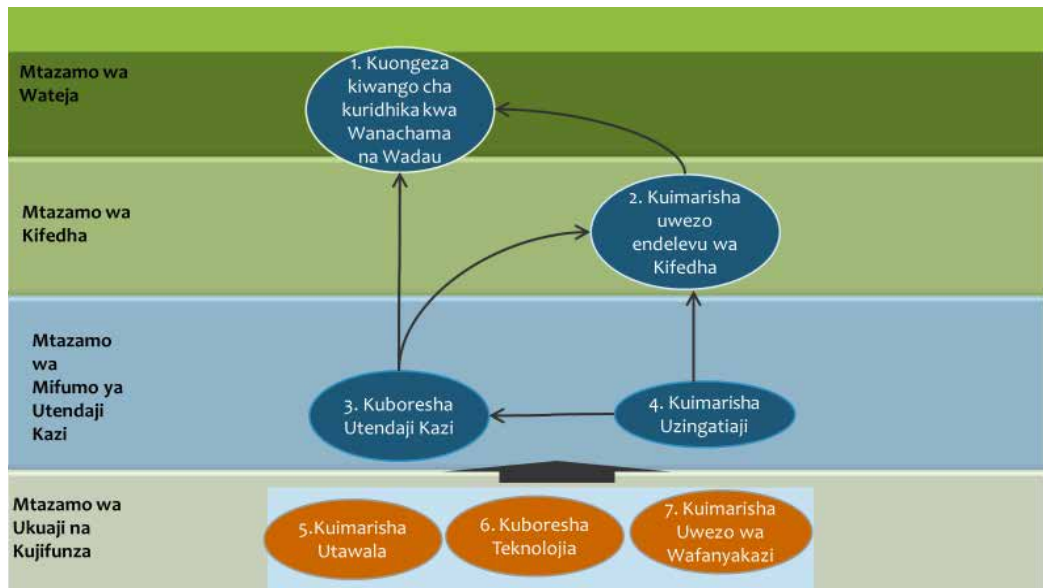 Mtazamo wa
Wateja
1. Kuongeza
kiwango cha
kuridhika kwa
Wanachama
na Wadau
Mtazamo wa
Kifedha
2. Kuimarisha
uwezo
endelevu wa
Kifedha
Mtazamo
wa
Mifumo ya
Utendaji
Kazi
3. Kuboresha
Utendaji Kazi
4. Kuimarisha
Uzingatiaji
Mtazamo wa
Ukuaji na
Kujifunza
5.Kuimarisha
Utawala
6. Kuboresha
Teknolojia
7. Kuimarisha
Uwezo wa
Wafanyakazi